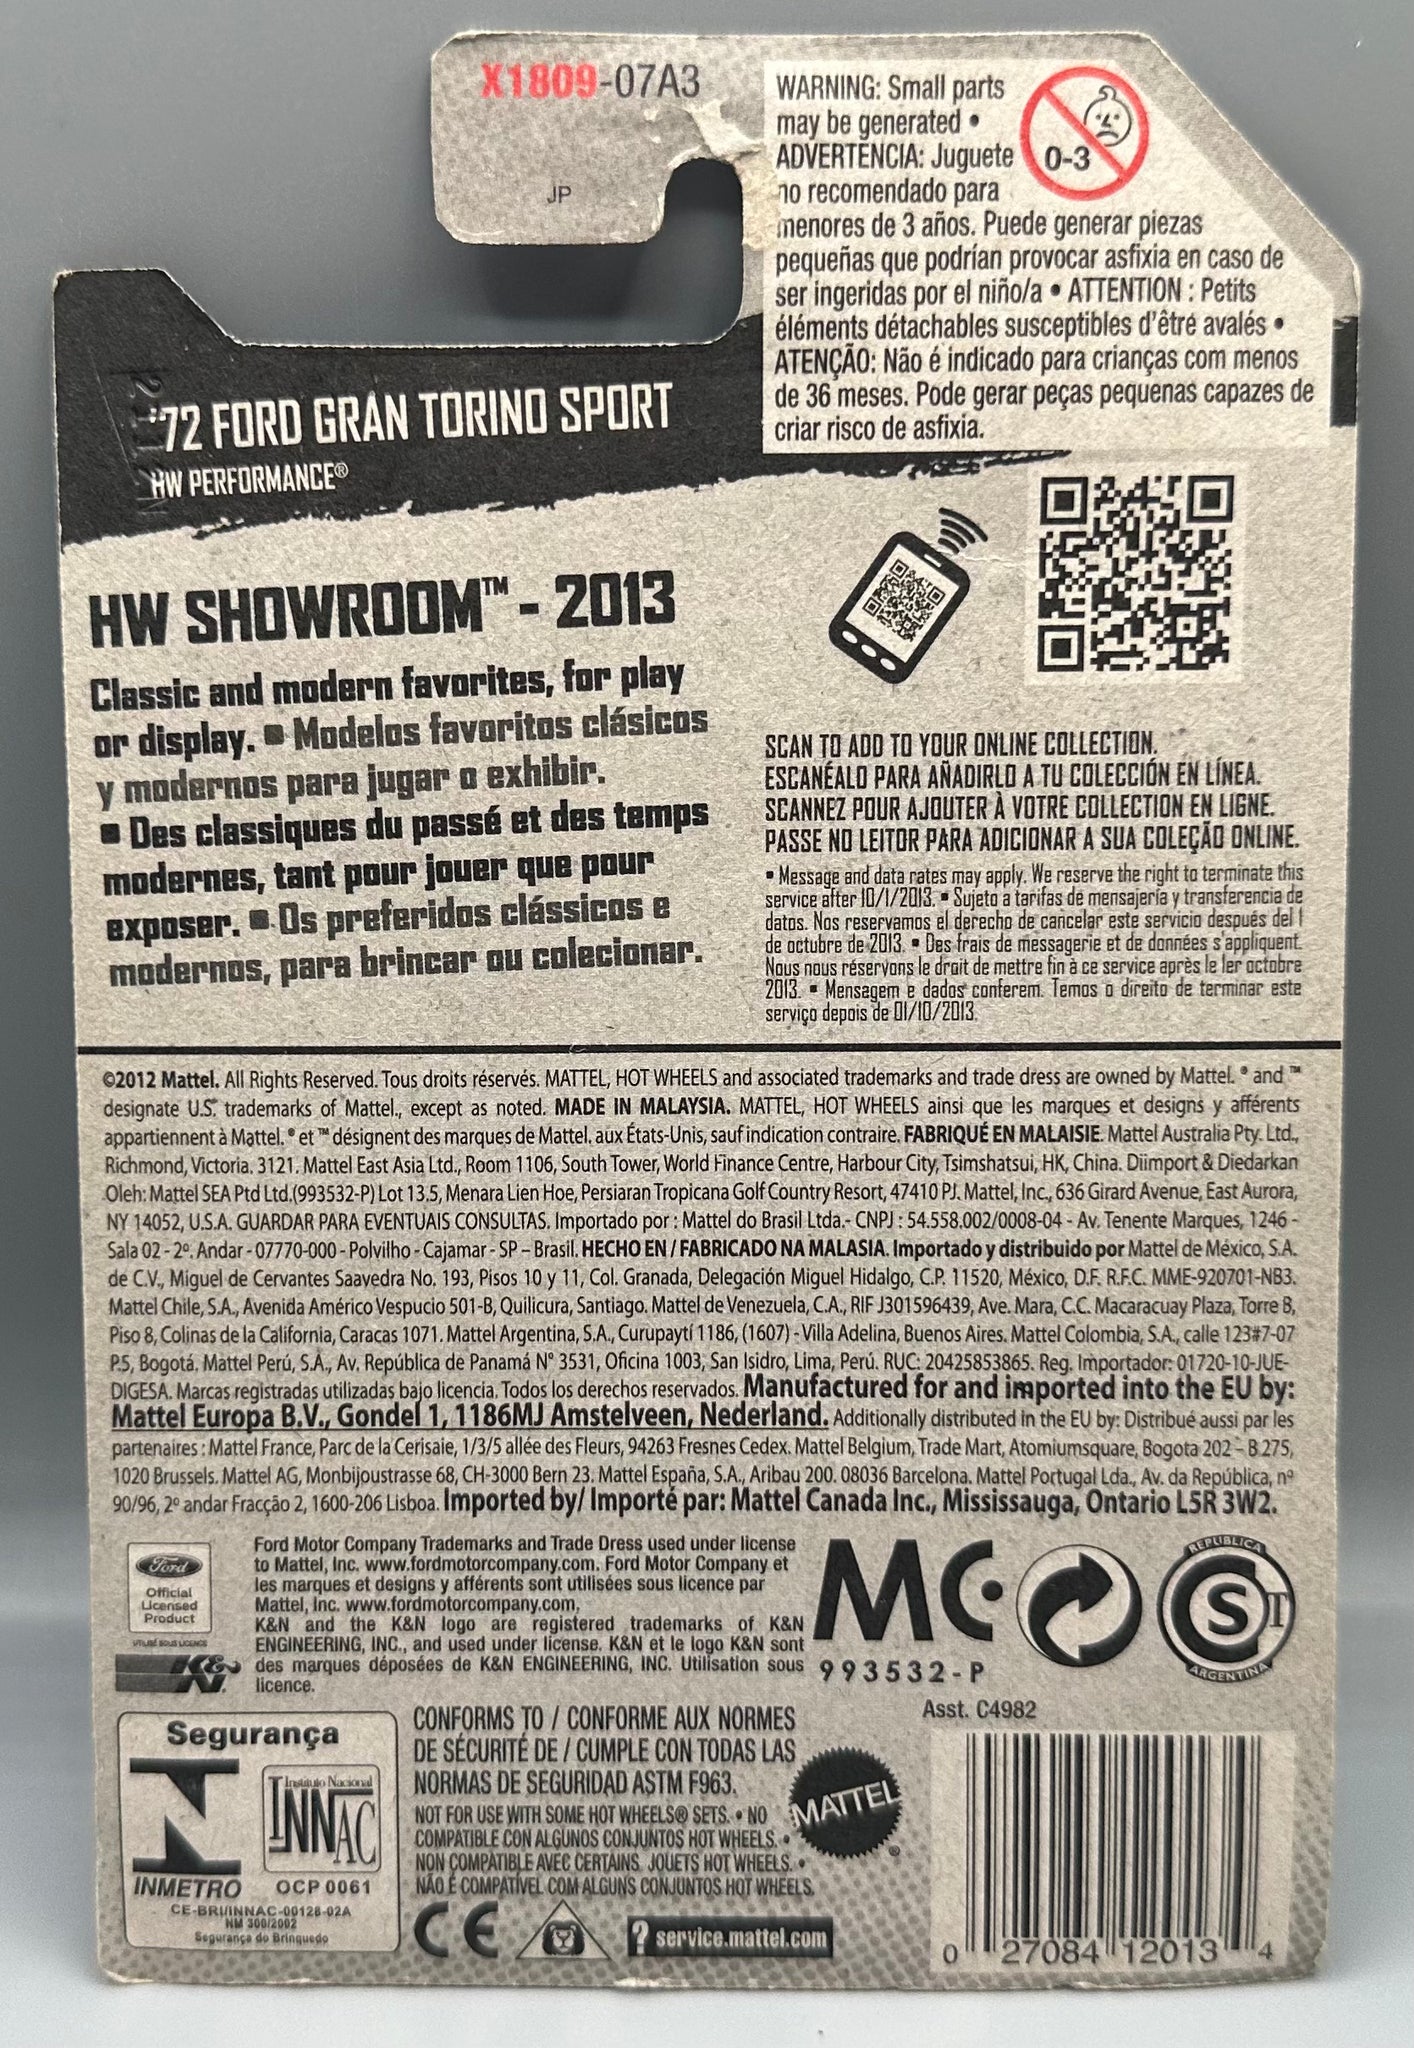 X1809-07A3
JP
WARNING: Small parts
may be generated •
ADVERTENCIA: Juguete
no recomendado para
menores de 3 años. Puede generar piezas
pequeñas que podrían provocar asfixia en caso de
ser ingeridas por el niño/a • ATTENTION : Petits
éléments détachables susceptibles d'être avalés •
ATENÇÃO: Não é indicado para crianças com menos
de 36 meses. Pode gerar peças pequenas capazes de
criar risco de asfixia.
0-3
'72 FORD GRAN TORINO SPORT
HW PERFORMANCE®
HW SHOWROOM™ - 2013
Classic and modern favorites, for play
or display. ▪ Modelos favoritos clásicos
y modernos para jugar o exhibir.
▪ Des classiques du passé et des temps
modernes, tant pour jouer que pour
exposer. ▪ Os preferidos clássicos e
modernos, para brincar ou colecionar.
SCAN TO ADD TO YOUR ONLINE COLLECTION.
ESCANÉALO PARA AÑADIRLO A TU COLECCIÓN EN LÍNEA.
SCANNEZ POUR AJOUTER À VOTRE COLLECTION EN LIGNE.
PASSE NO LEITOR PARA ADICIONAR A SUA COLEÇÃO ONLINE.
▪ Message and data rates may apply. We reserve the right to terminate this
service after 10/1/2013. ▪ Sujeto a tarifas de mensajería y transferencia de
datos. Nos reservamos el derecho de cancelar este servicio después del 1
de octubre de 2013. ▪ Des frais de messagerie et de données s'appliquent.
Nous nous réservons le droit de mettre fin à ce service après le 1er octobre
2013. ▪ Mensagem e dados conferem. Temos o direito de terminar este
serviço depois de 01/10/2013.
©2012 Mattel. All Rights Reserved. Tous droits réservés. MATTEL, HOT WHEELS and associated trademarks and trade dress are owned by Mattel. ® and ™
designate U.S. trademarks of Mattel., except as noted. MADE IN MALAYSIA. MATTEL, HOT WHEELS ainsi que les marques et designs y afférents
appartiennent à Mattel. ® et ™ désignent des marques de Mattel. aux États-Unis, sauf indication contraire. FABRIQUÉ EN MALAISIE. Mattel Australia Pty. Ltd.,
Richmond, Victoria. 3121. Mattel East Asia Ltd., Room 1106, South Tower, World Finance Centre, Harbour City, Tsimshatsui, HK, China. Diimport & Diedarkan
Oleh: Mattel SEA Ptd Ltd.(993532-P) Lot 13.5, Menara Lien Hoe, Persiaran Tropicana Golf Country Resort, 47410 PJ. Mattel, Inc., 636 Girard Avenue, East Aurora,
NY 14052, U.S.A. GUARDAR PARA EVENTUAIS CONSULTAS. Importado por : Mattel do Brasil Ltda.- CNPJ : 54.558.002/0008-04 - Av. Tenente Marques, 1246 -
Sala 02 - 2º. Andar - 07770-000 - Polvilho - Cajamar - SP – Brasil. HECHO EN / FABRICADO NA MALASIA. Importado y distribuido por Mattel de México, S.A.
de C.V., Miguel de Cervantes Saavedra No. 193, Pisos 10 y 11, Col. Granada, Delegación Miguel Hidalgo, C.P. 11520, México, D.F. R.F.C. MME-920701-NB3.
Mattel Chile, S.A., Avenida Américo Vespucio 501-B, Quilicura, Santiago. Mattel de Venezuela, C.A., RIF J301596439, Ave. Mara, C.C. Macaracuay Plaza, Torre B,
Piso 8, Colinas de la California, Caracas 1071. Mattel Argentina, S.A., Curupaytí 1186, (1607) - Villa Adelina, Buenos Aires. Mattel Colombia, S.A., calle 123#7-07
P.5, Bogotá. Mattel Perú, S.A., Av. República de Panamá N° 3531, Oficina 1003, San Isidro, Lima, Perú. RUC: 20425853865. Reg. Importador: 01720-10-JUE-
DIGESA. Marcas registradas utilizadas bajo licencia. Todos los derechos reservados. Manufactured for and imported into the EU by:
Mattel Europa B.V., Gondel 1, 1186MJ Amstelveen, Nederland. Additionally distributed in the EU by: Distribué aussi par les
partenaires : Mattel France, Parc de la Cerisaie, 1/3/5 allée des Fleurs, 94263 Fresnes Cedex. Mattel Belgium, Trade Mart, Atomiumsquare, Bogota 202 – B 275,
1020 Brussels. Mattel AG, Monbijoustrasse 68, CH-3000 Bern 23. Mattel España, S.A., Aribau 200. 08036 Barcelona. Mattel Portugal Lda., Av. da República, nº
90/96, 2º andar Fracção 2, 1600-206 Lisboa. Imported by/ Importé par: Mattel Canada Inc., Mississauga, Ontario L5R 3W2.
Ford
Official
Licensed
Product
UTILISÉ SOUS LICENCE
K&N
Ford Motor Company Trademarks and Trade Dress used under license
to Mattel, Inc. www.fordmotorcompany.com. Ford Motor Company et
les marques et designs y afférents sont utilisées sous licence par
Mattel, Inc. www.fordmotorcompany.com,
K&N and the K&N logo are registered trademarks of K&N
ENGINEERING, INC., and used under license. K&N et le logo K&N sont
des marques déposées de K&N ENGINEERING, INC. Utilisation sous
licence.
MC
993532-P
REPUBLICA
S T
ARGENTINA
Segurança
INMETRO
Instituto Nacional
INNAC
OCP 0061
CE-BRI/INNAC-00128-02A
NM 300/2002
Segurança do Brinquedo
CONFORMS TO / CONFORME AUX NORMES
DE SÉCURITÉ DE / CUMPLE CON TODAS LAS
NORMAS DE SEGURIDAD ASTM F963.
NOT FOR USE WITH SOME HOT WHEELS® SETS. • NO
COMPATIBLE CON ALGUNOS CONJUNTOS HOT WHEELS. •
NON COMPATIBLE AVEC CERTAINS JOUETS HOT WHEELS. •
NÃO É COMPATÍVEL COM ALGUNS CONJUNTOS HOT WHEELS.
CE
? service.mattel.com
MATTEL®
Asst. C4982
0 27084 12013 4